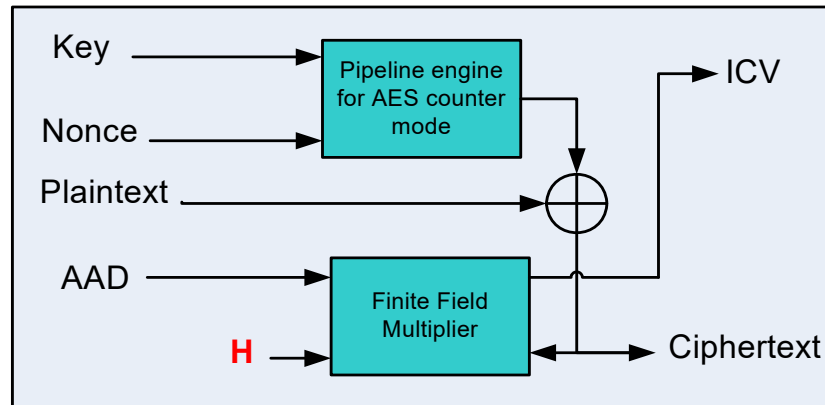 Key
Pipeline engine
for AES counter
mode
ICV
Nonce
Plaintext
AAD
Finite Field
Multiplier
H
Ciphertext